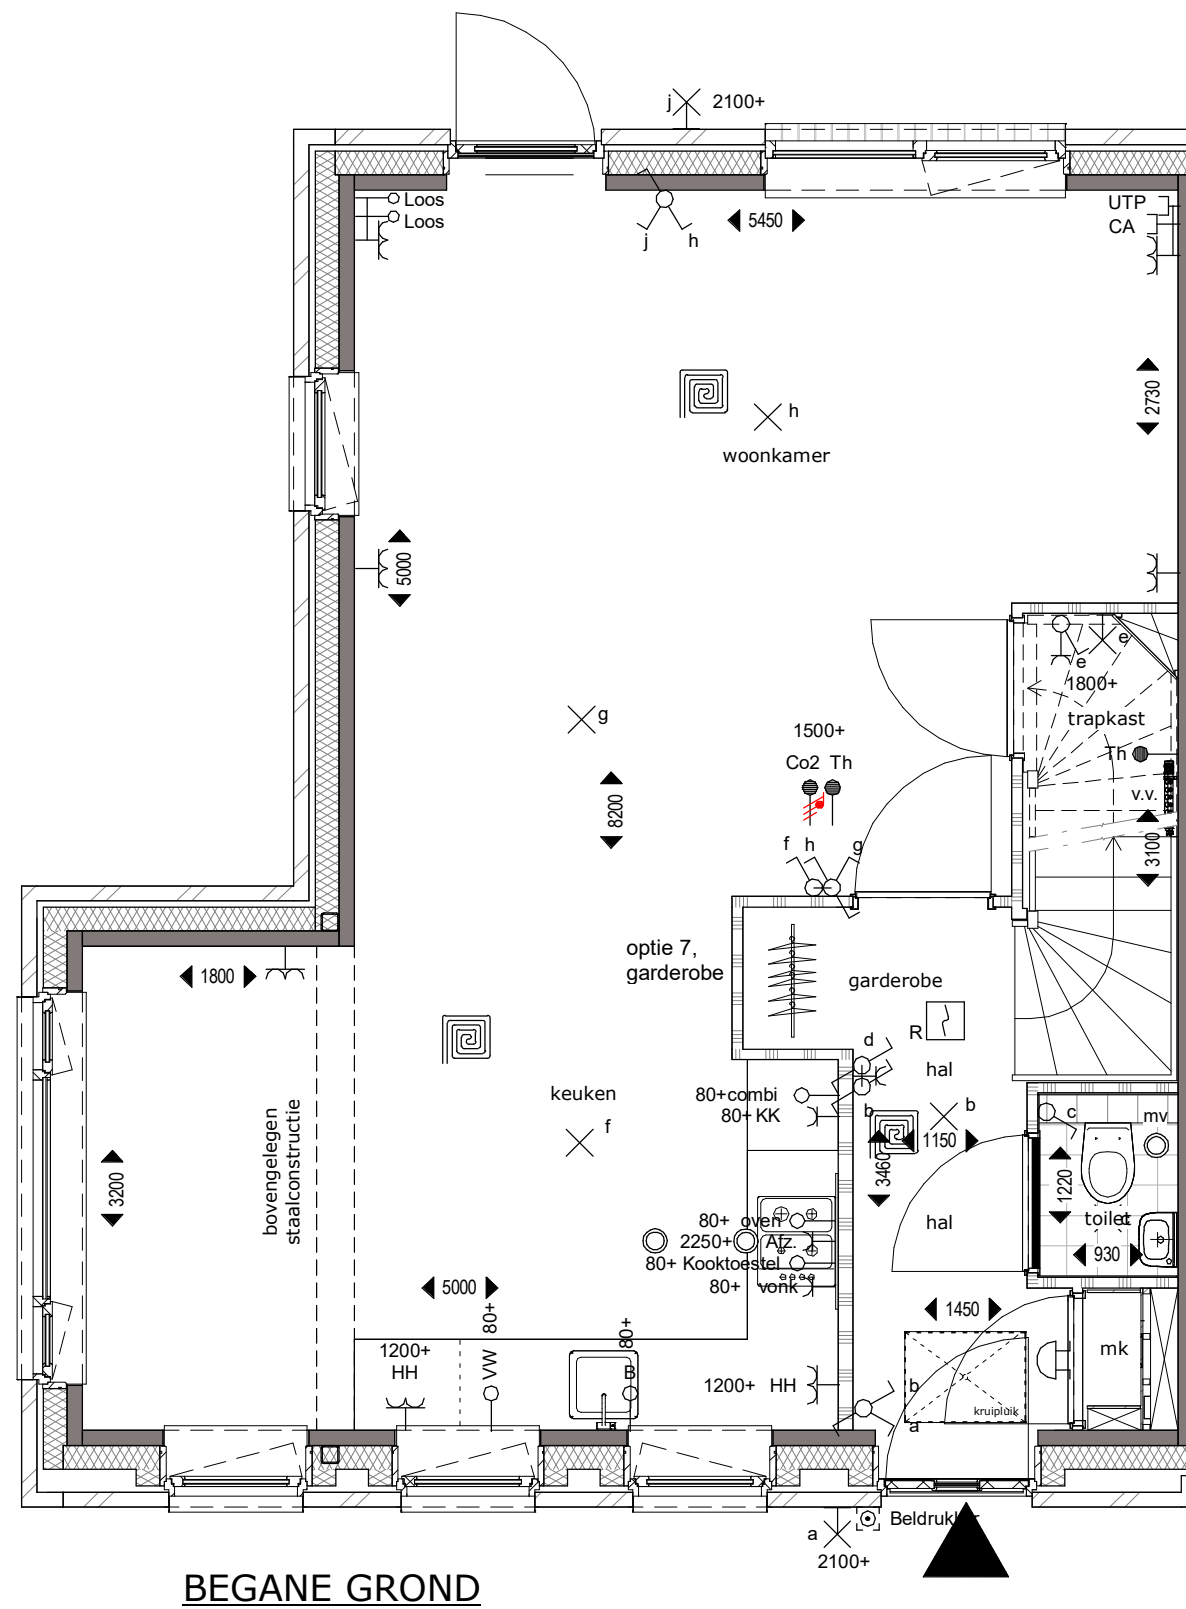 j 2100+
Loos
Loos
j h
5450
UTP
CA
2730
h
woonkamer
5000
e
e
1800+
trapkast
g
1500+
Co2 Th
Th
v.v.
8200
3100
f h g
optie 7,
garderobe
garderobe
1800
R
d
hal
keuken
80+combi
80+ KK
b
b
c
mv
f
1150
3460
bovengelegen
staalconstructie
3200
1220
80+ oven
hal
toilet
c
2250+ Afz.
930
80+ Kooktoestel
80+ vonk
5000
1450
80+
80+
1200+
HH
VW
B
1200+ HH
mk
b
kruipluik
a
a
Beldrukker
2100+
BEGANE GROND